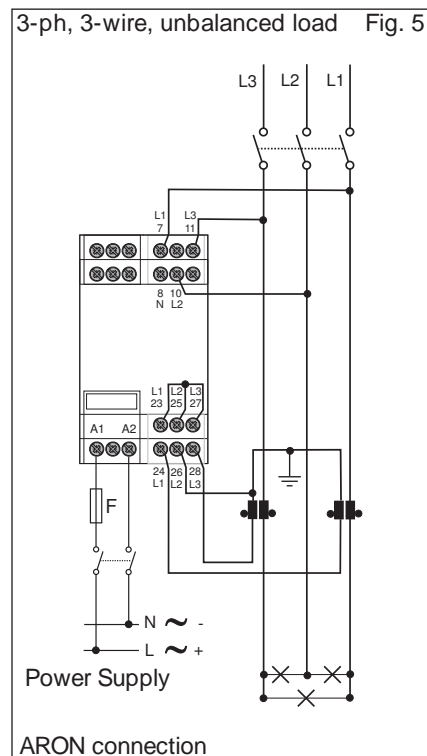 3-ph, 3-wire, unbalanced load Fig. 5
L3 L2 L1
L1 L3
7 11
8 10
N L2
L1 L2 L3
23 25 27
A1 A2
24 26 28
L1 L2 L3
F
N ~ -
L ~ +
Power Supply
ARON connection